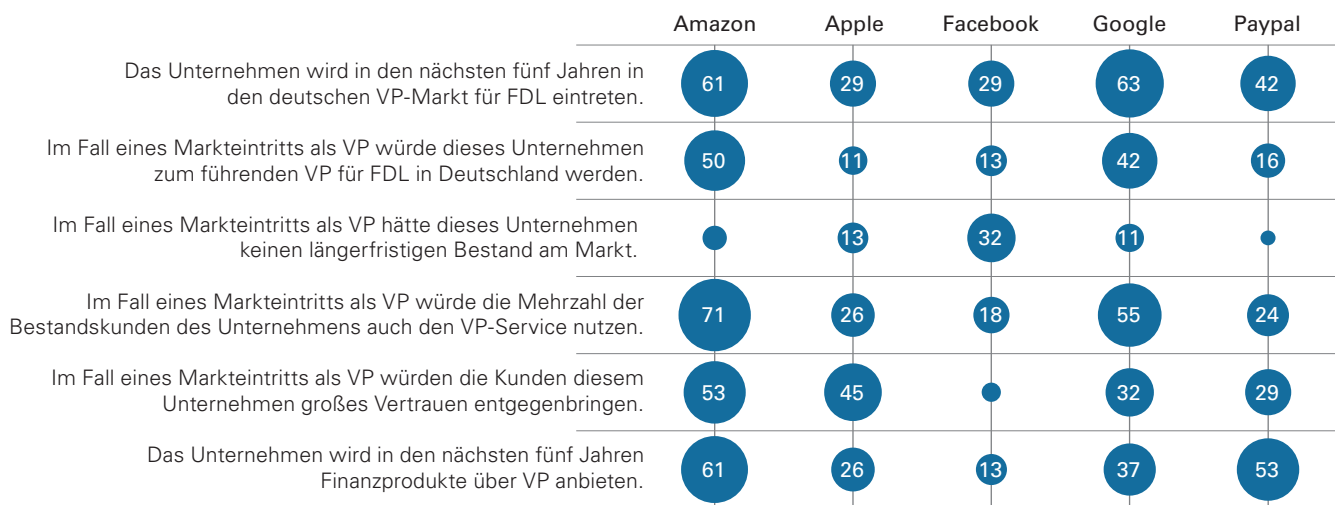 Amazon Apple Facebook Google Paypal
Das Unternehmen wird in den nächsten fünf Jahren in
den deutschen VP-Markt für FDL eintreten.
61 29 29 63 42
Im Fall eines Markteintritts als VP würde dieses Unternehmen
zum führenden VP für FDL in Deutschland werden.
50 11 13 42 16
Im Fall eines Markteintritts als VP hätte dieses Unternehmen
keinen längerfristigen Bestand am Markt.
13 32 11
Im Fall eines Markteintritts als VP würde die Mehrzahl der
Bestandskunden des Unternehmens auch den VP-Service nutzen.
71 26 18 55 24
Im Fall eines Markteintritts als VP würden die Kunden diesem
Unternehmen großes Vertrauen entgegenbringen.
53 45 32 29
Das Unternehmen wird in den nächsten fünf Jahren
Finanzprodukte über VP anbieten.
61 26 13 37 53